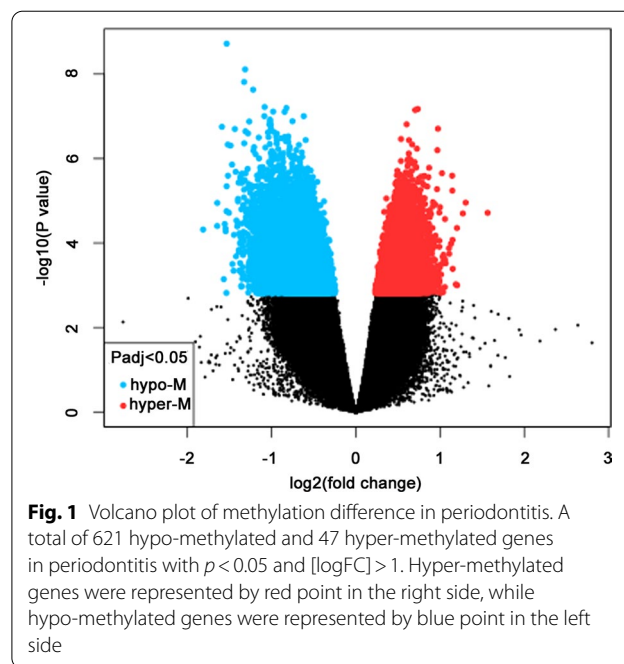 8
6
4
2
0
-log10(P value)
Padj<0.05
hypo-M
hyper-M
-2 -1 0 1 2 3
log2(fold change)
Fig. 1 Volcano plot of methylation difference in periodontitis. A
total of 621 hypo-methylated and 47 hyper-methylated genes
in periodontitis with p < 0.05 and [logFC] > 1. Hyper-methylated
genes were represented by red point in the right side, while
hypo-methylated genes were represented by blue point in the left
side